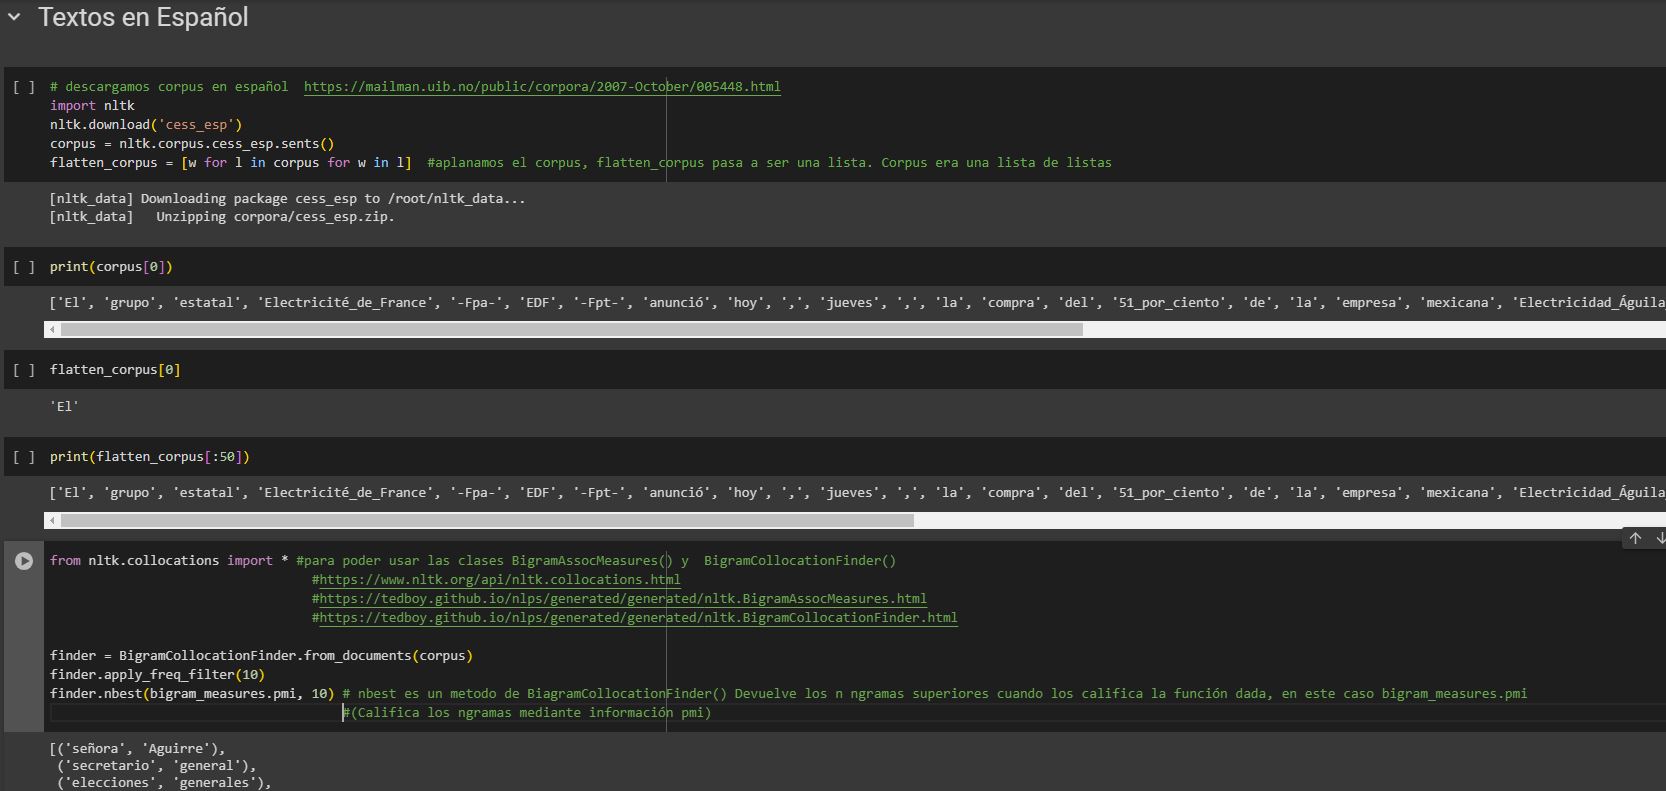 Textos en Español
[ ] # descargamos corpus en español  https://mailman.uib.no/public/corpora/2007-October/005448.html
import nltk
nltk.download('cess_esp')
corpus = nltk.corpus.cess_esp.sents()
flatten_corpus = [w for l in corpus for w in l]  #aplanamos el corpus, flatten_corpus pasa a ser una lista. Corpus era una lista de listas
[nltk_data] Downloading package cess_esp to /root/nltk_data...
[nltk_data]   Unzipping corpora/cess_esp.zip.
[ ] print(corpus[0])
['El', 'grupo', 'estatal', 'Electricité_de_France', '-Fpa-', 'EDF', '-Fpt-', 'anunció', 'hoy', ',', 'jueves', ',', 'la', 'compra', 'del', '51_por_ciento', 'de', 'la', 'empresa', 'mexicana', 'Electricidad_Águila_
[ ] flatten_corpus[0]
'El'
[ ] print(flatten_corpus[:50])
['El', 'grupo', 'estatal', 'Electricité_de_France', '-Fpa-', 'EDF', '-Fpt-', 'anunció', 'hoy', ',', 'jueves', ',', 'la', 'compra', 'del', '51_por_ciento', 'de', 'la', 'empresa', 'mexicana', 'Electricidad_Águila_
from nltk.collocations import * #para poder usar las clases BigramAssocMeasures() y  BigramCollocationFinder()
#https://www.nltk.org/api/nltk.collocations.html
#https://tedboy.github.io/nlps/generated/generated/nltk.BigramAssocMeasures.html
#https://tedboy.github.io/nlps/generated/generated/nltk.BigramCollocationFinder.html
finder = BigramCollocationFinder.from_documents(corpus)
finder.apply_freq_filter(10)
finder.nbest(bigram_measures.pmi, 10) # nbest es un metodo de BiagramCollocationFinder() Devuelve los n ngramas superiores cuando los califica la función dada, en este caso bigram_measures.pmi
#(Califica los ngramas mediante información pmi)
[('señora', 'Aguirre'),
('secretario', 'general'),
('elecciones', 'generales'),